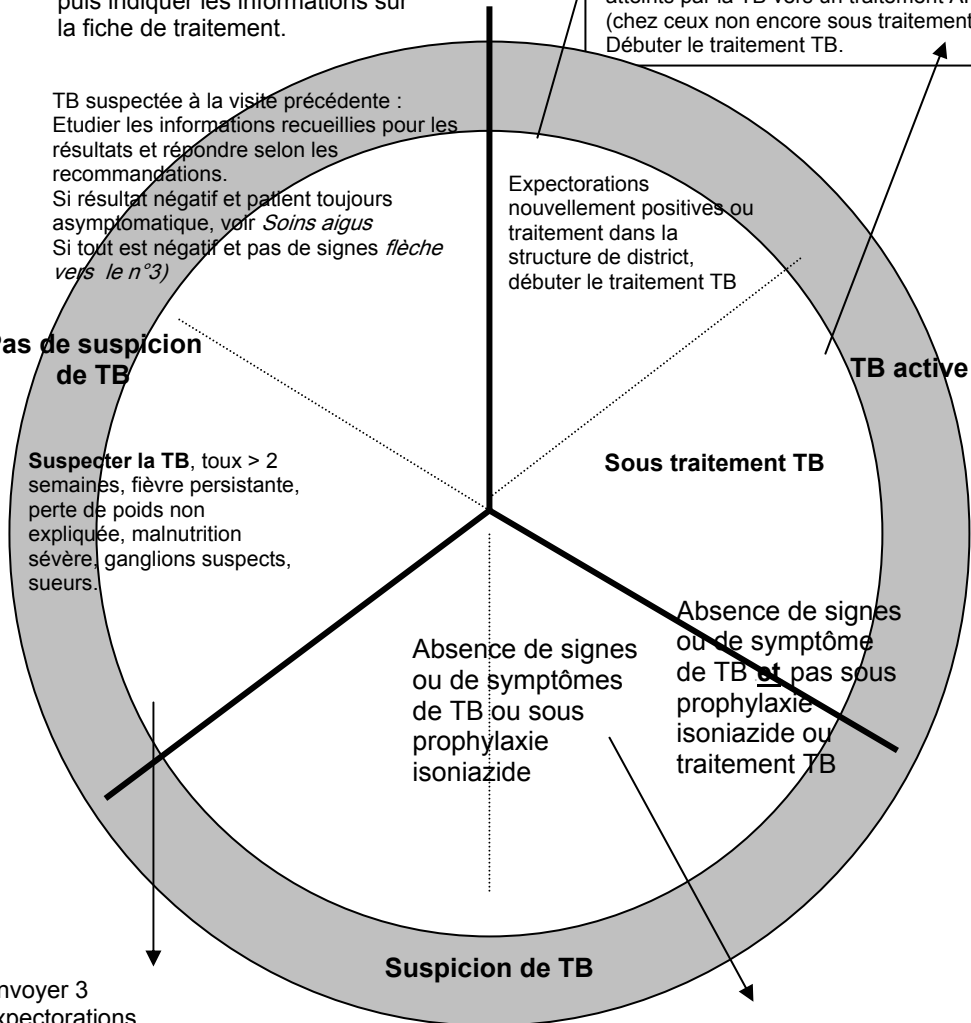 puis indiquer les informations sur
la fiche de traitement.
atteints par la TB vers un traitement
(chez ceux non encore sous traitement
Débuter le traitement TB.
TB suspectée à la visite précédente :
Etudier les informations recueillies pour les
résultats et répondre selon les
recommandations.
Si résultat négatif et patient toujours
asymptomatique, voir Soins aigus
Si tout est négatif et pas de signes flèche
vers le n°3)
Expectorations
nouvellement positives ou
traitement dans la
structure de district,
débuter le traitement TB
Pas de suspicion
de TB
TB active
Suspecter la TB, toux > 2
semaines, fièvre persistante,
perte de poids non
expliquée, malnutrition
sévère, ganglions suspects,
sueurs.
Sous traitement TB
Absence de signes
ou de symptômes
de TB ou sous
prophylaxie
isoniazide
Absence de signes
ou de symptôme
de TB et pas sous
prophylaxie
isoniazide ou
traitement TB
Suspicion de TB
nvoyer 3
xpectorations